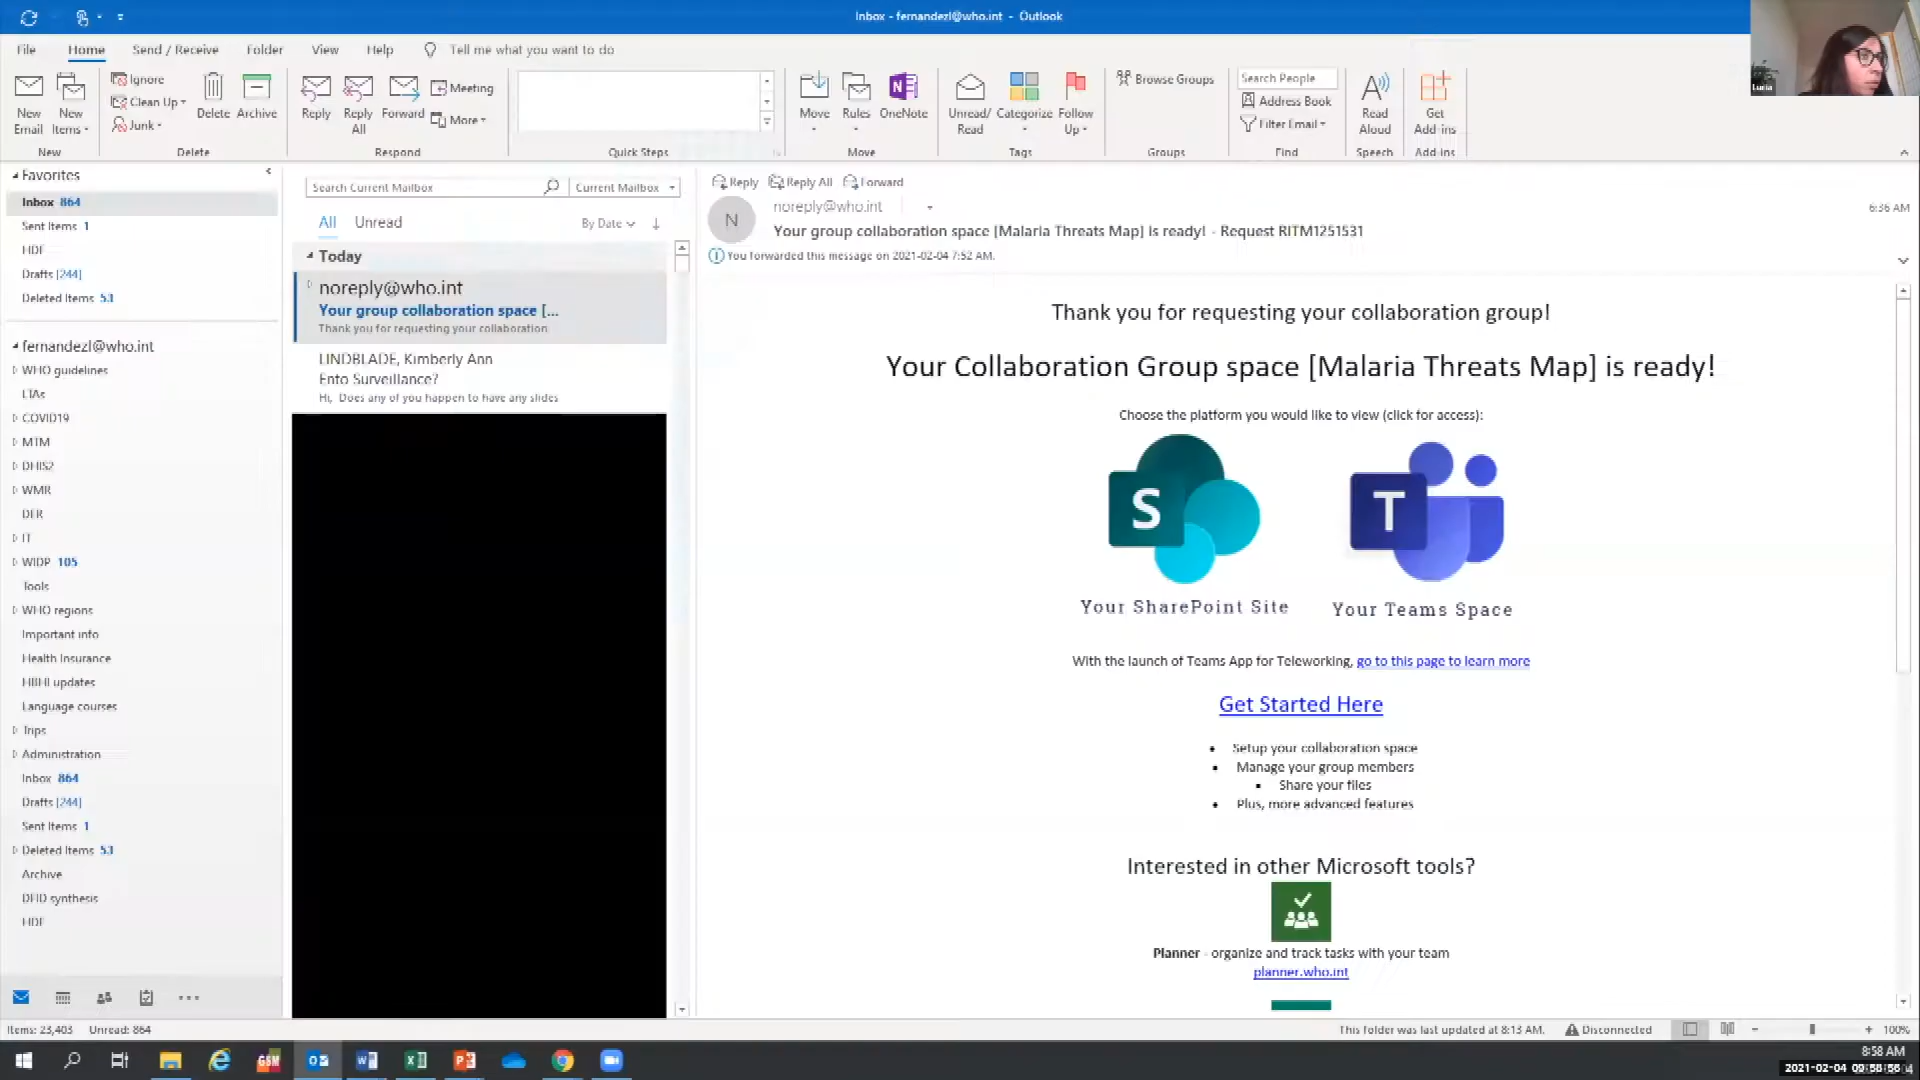 Inbox - fernandezl@who.int - Outlook
File Home Send / Receive Folder View Help Tell me what you want to do
Luria
New Email
New Items
New
Ignore
Clean Up
Junk
Delete
Archive
Delete
Reply
Reply All
Forward
Meeting
More
Respond
Quick Steps
Move
Rules
OneNote
Move
Unread/ Read
Categorize
Follow Up
Tags
Browse Groups
Groups
Search People
Address Book
Filter Email
Find
Read Aloud
Speech
Get Add-ins
Add-ins
Favorites
Inbox 864
Sent Items 1
HDF
Drafts [244]
Deleted Items 53
fernandezl@who.int
WHO guidelines
LTAs
COVID19
MTM
DHIS2
WMR
DER
IT
WIDP 105
Tools
WHO regions
Important info
Health Insurance
HBHI updates
Language courses
Trips
Administration
Inbox 864
Drafts [244]
Sent Items 1
Deleted Items 53
Archive
DFID synthesis
HDF
Items: 23,403 Unread: 864
Search Current Mailbox
Current Mailbox
All Unread
By Date
Today
noreply@who.int
Your group collaboration space [...
Thank you for requesting your collaboration
LINDBLADE, Kimberly Ann
Ento Surveillance?
Hi, Does any of you happen to have any slides
Reply Reply All Forward
N
noreply@who.int
6:36 AM
Your group collaboration space [Malaria Threats Map] is ready! - Request RITM1251531
You forwarded this message on 2021-02-04 7:52 AM.
Thank you for requesting your collaboration group!
Your Collaboration Group space [Malaria Threats Map] is ready!
Choose the platform you would like to view (click for access):
S
T
Your SharePoint Site
Your Teams Space
With the launch of Teams App for Teleworking, go to this page to learn more
Get Started Here
Setup your collaboration space
Manage your group members
Share your files
Plus, more advanced features
Interested in other Microsoft tools?
Planner - organize and track tasks with your team
planner.who.int
This folder was last updated at 8:13 AM. Disconnected 100%
GSM
8:58 AM